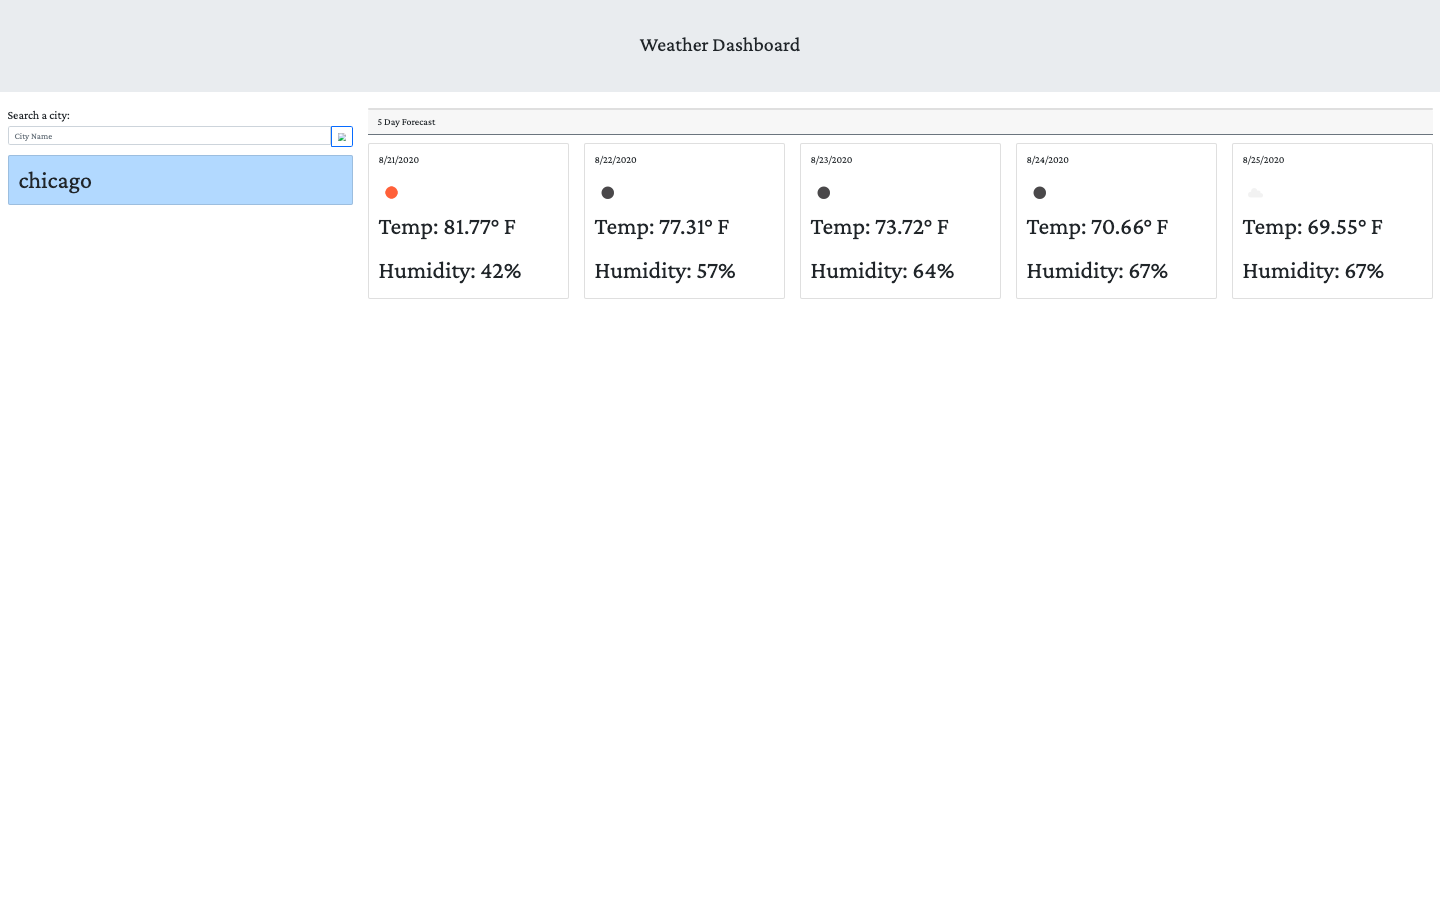 Weather Dashboard
Search a city:
City Name
chicago
5 Day Forecast
8/21/2020
Temp: 81.77° F
Humidity: 42%
8/22/2020
Temp: 77.31° F
Humidity: 57%
8/23/2020
Temp: 73.72° F
Humidity: 64%
8/24/2020
Temp: 70.66° F
Humidity: 67%
8/25/2020
Temp: 69.55° F
Humidity: 67%